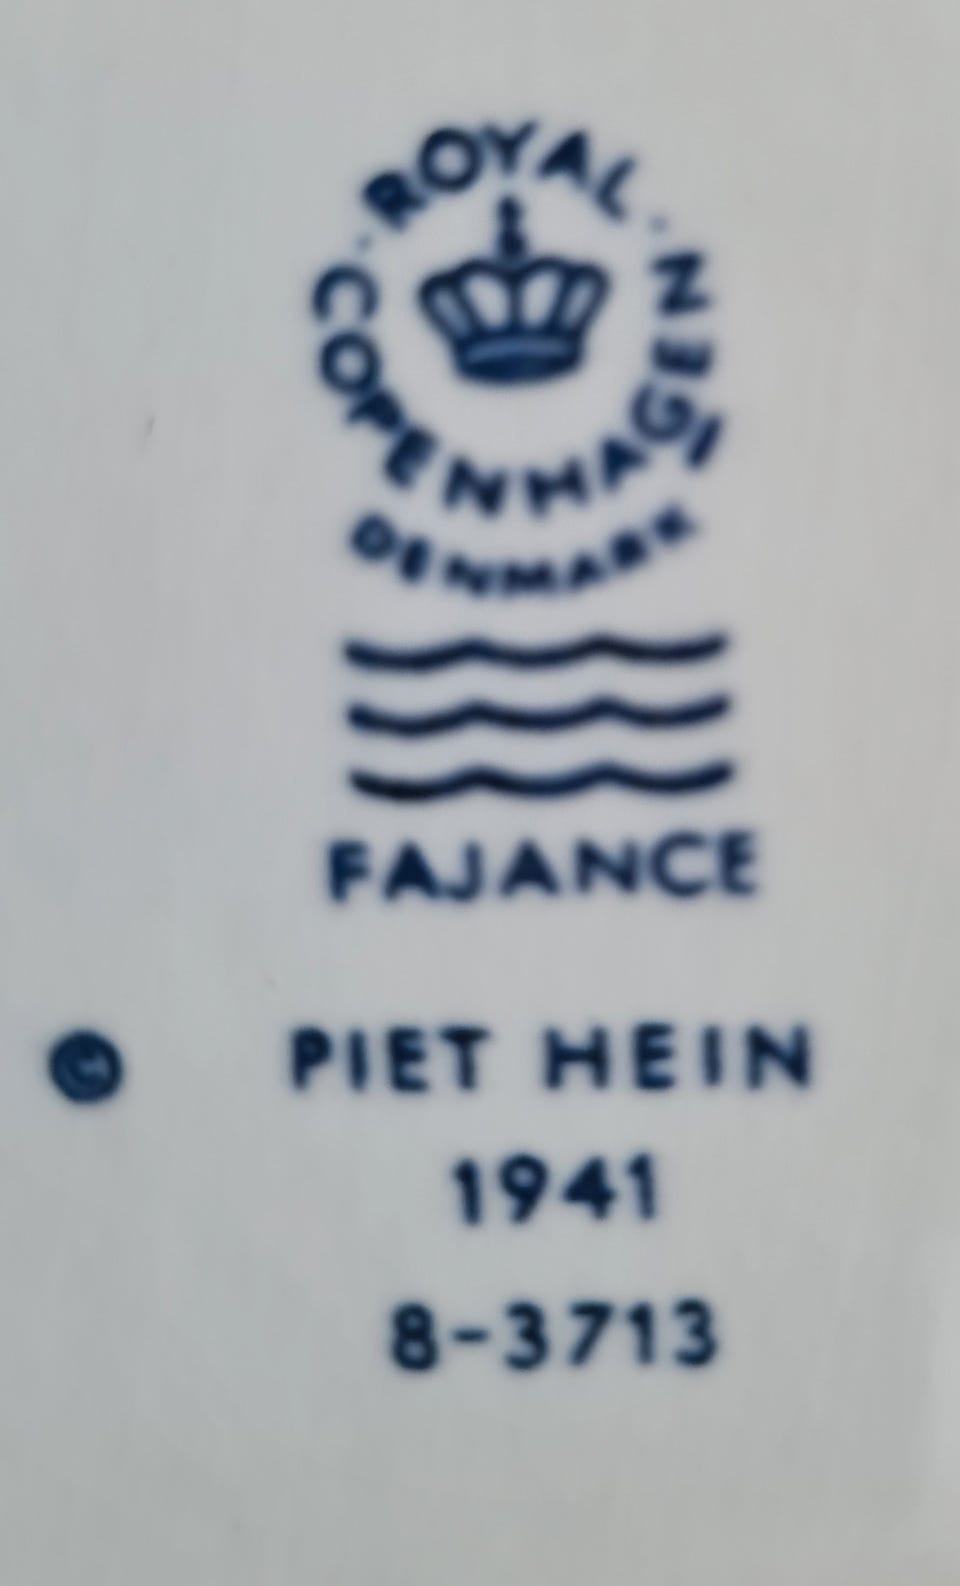 ROYAL
COPENHAGEN
DENMARK
FAJANCE
© PIET HEIN
1941
8-3713